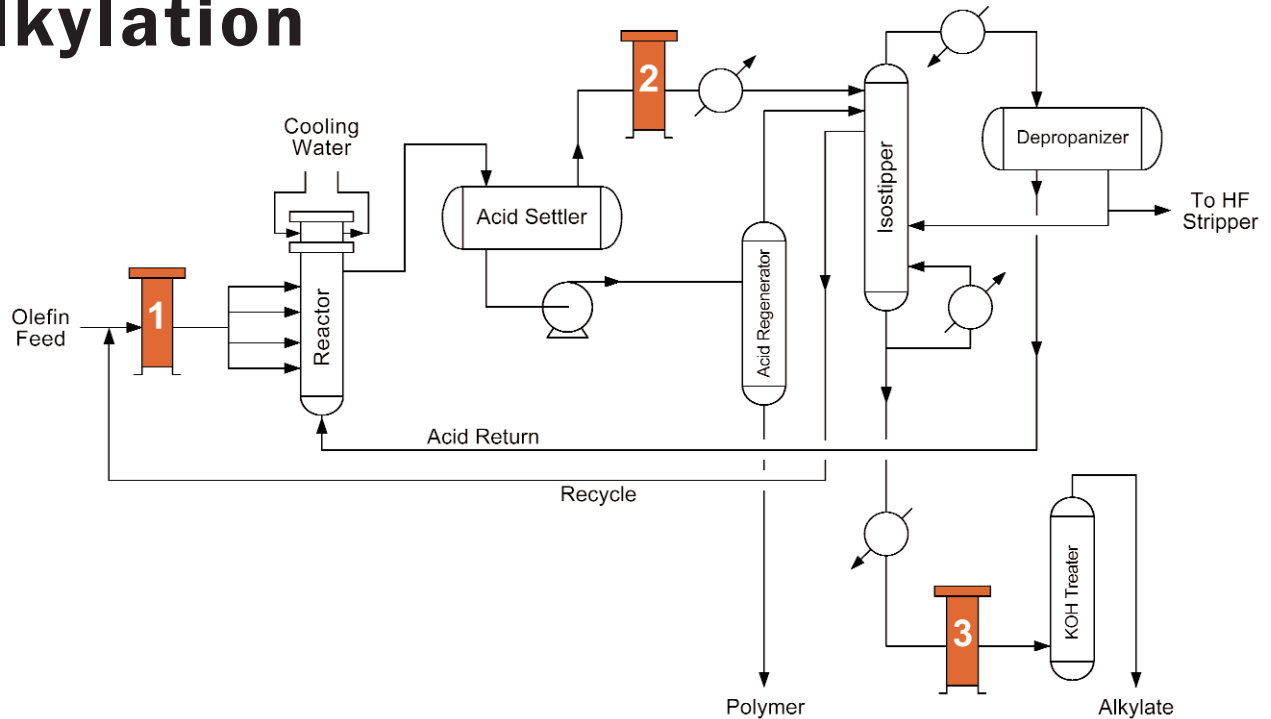 lkylation
Cooling
Water
2
Depropanizer
Isostipper
To HF
Stripper
Acid Settler
Acid Regenerator
Olefin
Feed
1
Reactor
Acid Return
Recycle
KOH Treater
3
Polymer
Alkylate